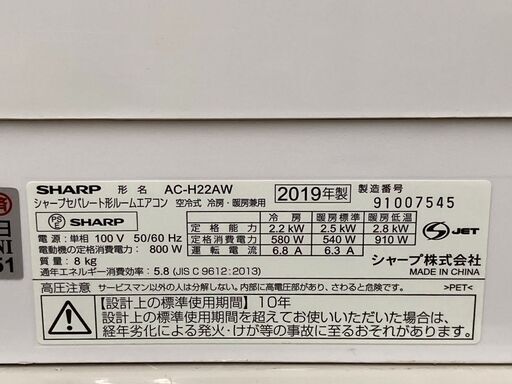 SHARP 形名 AC-H22AW 2019年製 製造番号 91007545
シャープセパレート形ルームエアコン 空冷式 冷房・暖房兼用
PS E SHARP
冷房 暖房標準 暖房低温
定格能力 2.2 kW 2.5 kW 2.8 kW
電源:単相 100 V 50/60 Hz 定格消費電力 580 W 540 W 910 W
電動機の定格消費電力: 800 W 運転電流 6.8 A 6.3 A
質量:8 kg
S JET
通年エネルギー消費効率: 5.8 (JIS C 9612:2013)
シャープ株式会社
MADE IN CHINA
高圧注意 サービスマン以外の人は分解しない。内部に高電圧部があり、さわると危険です。 >PET<
【設計上の標準使用期間】10年
設計上の標準使用期間を超えてお使いいただいた場合は、
経年劣化による発火・けが等の事故に至るおそれがあります。
済
日
NI
51